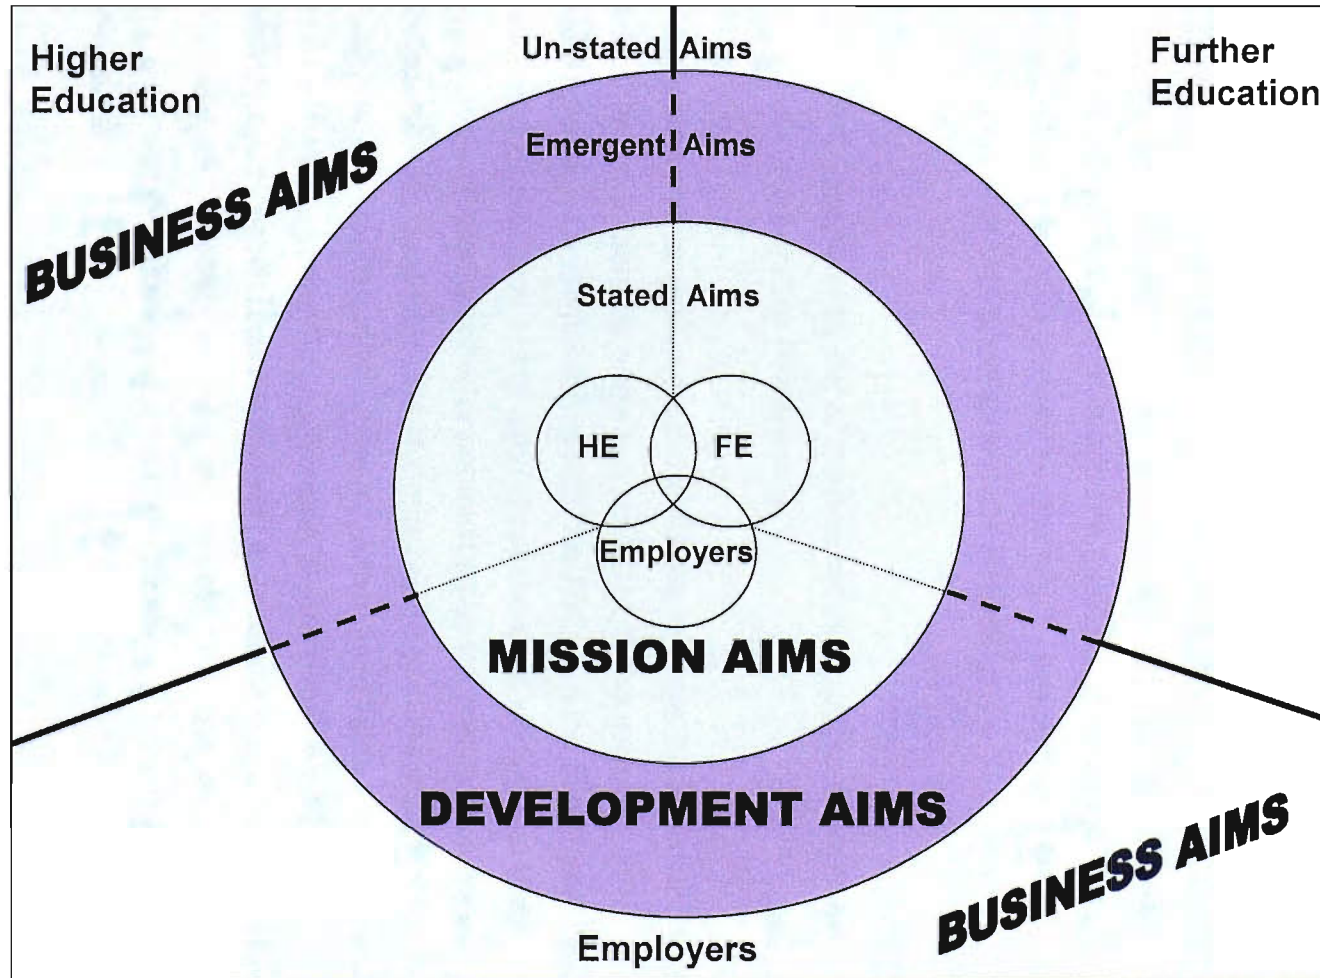 Higher
Education
Un-stated Aims
Further
Education
Emergent Aims
BUSINESS AIMS
Stated Aims
HE
FE
Employers
MISSION AIMS
DEVELOPMENT AIMS
BUSINESS AIMS
Employers